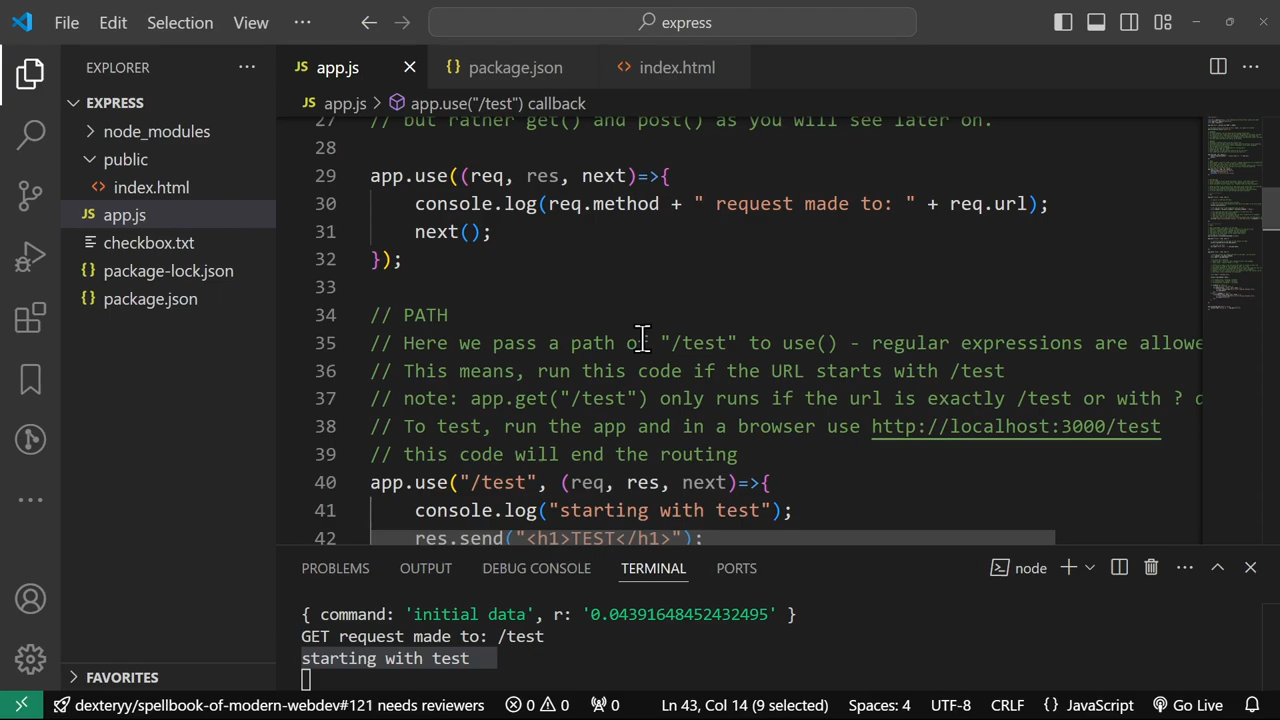 File Edit Selection View ··· express
EXPLORER ···
JS app.js
{} package.json
<> index.html
EXPRESS
node_modules
public
<> index.html
JS app.js
checkbox.txt
{} package-lock.json
{} package.json
FAVORITES
JS app.js > app.use("/test") callback
27 // but rather get() and post() as you will see later on.
28
29 app.use((req, res, next)=>{
30 console.log(req.method + " request made to: " + req.url);
31 next();
32 });
33
34 // PATH
35 // Here we pass a path of "/test" to use() - regular expressions are allowe
36 // This means, run this code if the URL starts with /test
37 // note: app.get("/test") only runs if the url is exactly /test or with ?
38 // To test, run the app and in a browser use http://localhost:3000/test
39 // this code will end the routing
40 app.use("/test", (req, res, next)=>{
41 console.log("starting with test");
42 res.send("<h1>TEST</h1>");
PROBLEMS OUTPUT DEBUG CONSOLE TERMINAL PORTS node
{ command: 'initial data', r: '0.04391648452432495' }
GET request made to: /test
starting with test
dexteryy/spellbook-of-modern-webdev#121 needs reviewers 0 0 0 Ln 43, Col 14 (9 selected) Spaces: 4 UTF-8 CRLF {} JavaScript Go Live